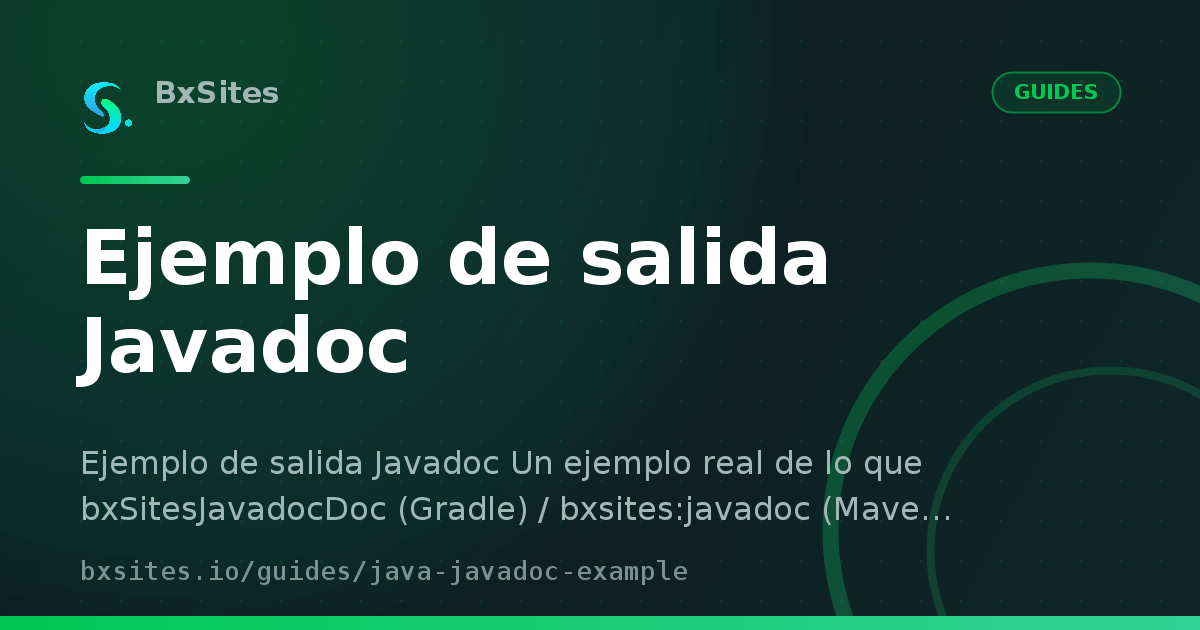 BxSites
GUIDES
Ejemplo de salida
Javadoc
Ejemplo de salida Javadoc Un ejemplo real de lo que
bxSitesJavadocDoc (Gradle) / bxsites:javadoc (Mave…
bxsites.io/guides/java-javadoc-example